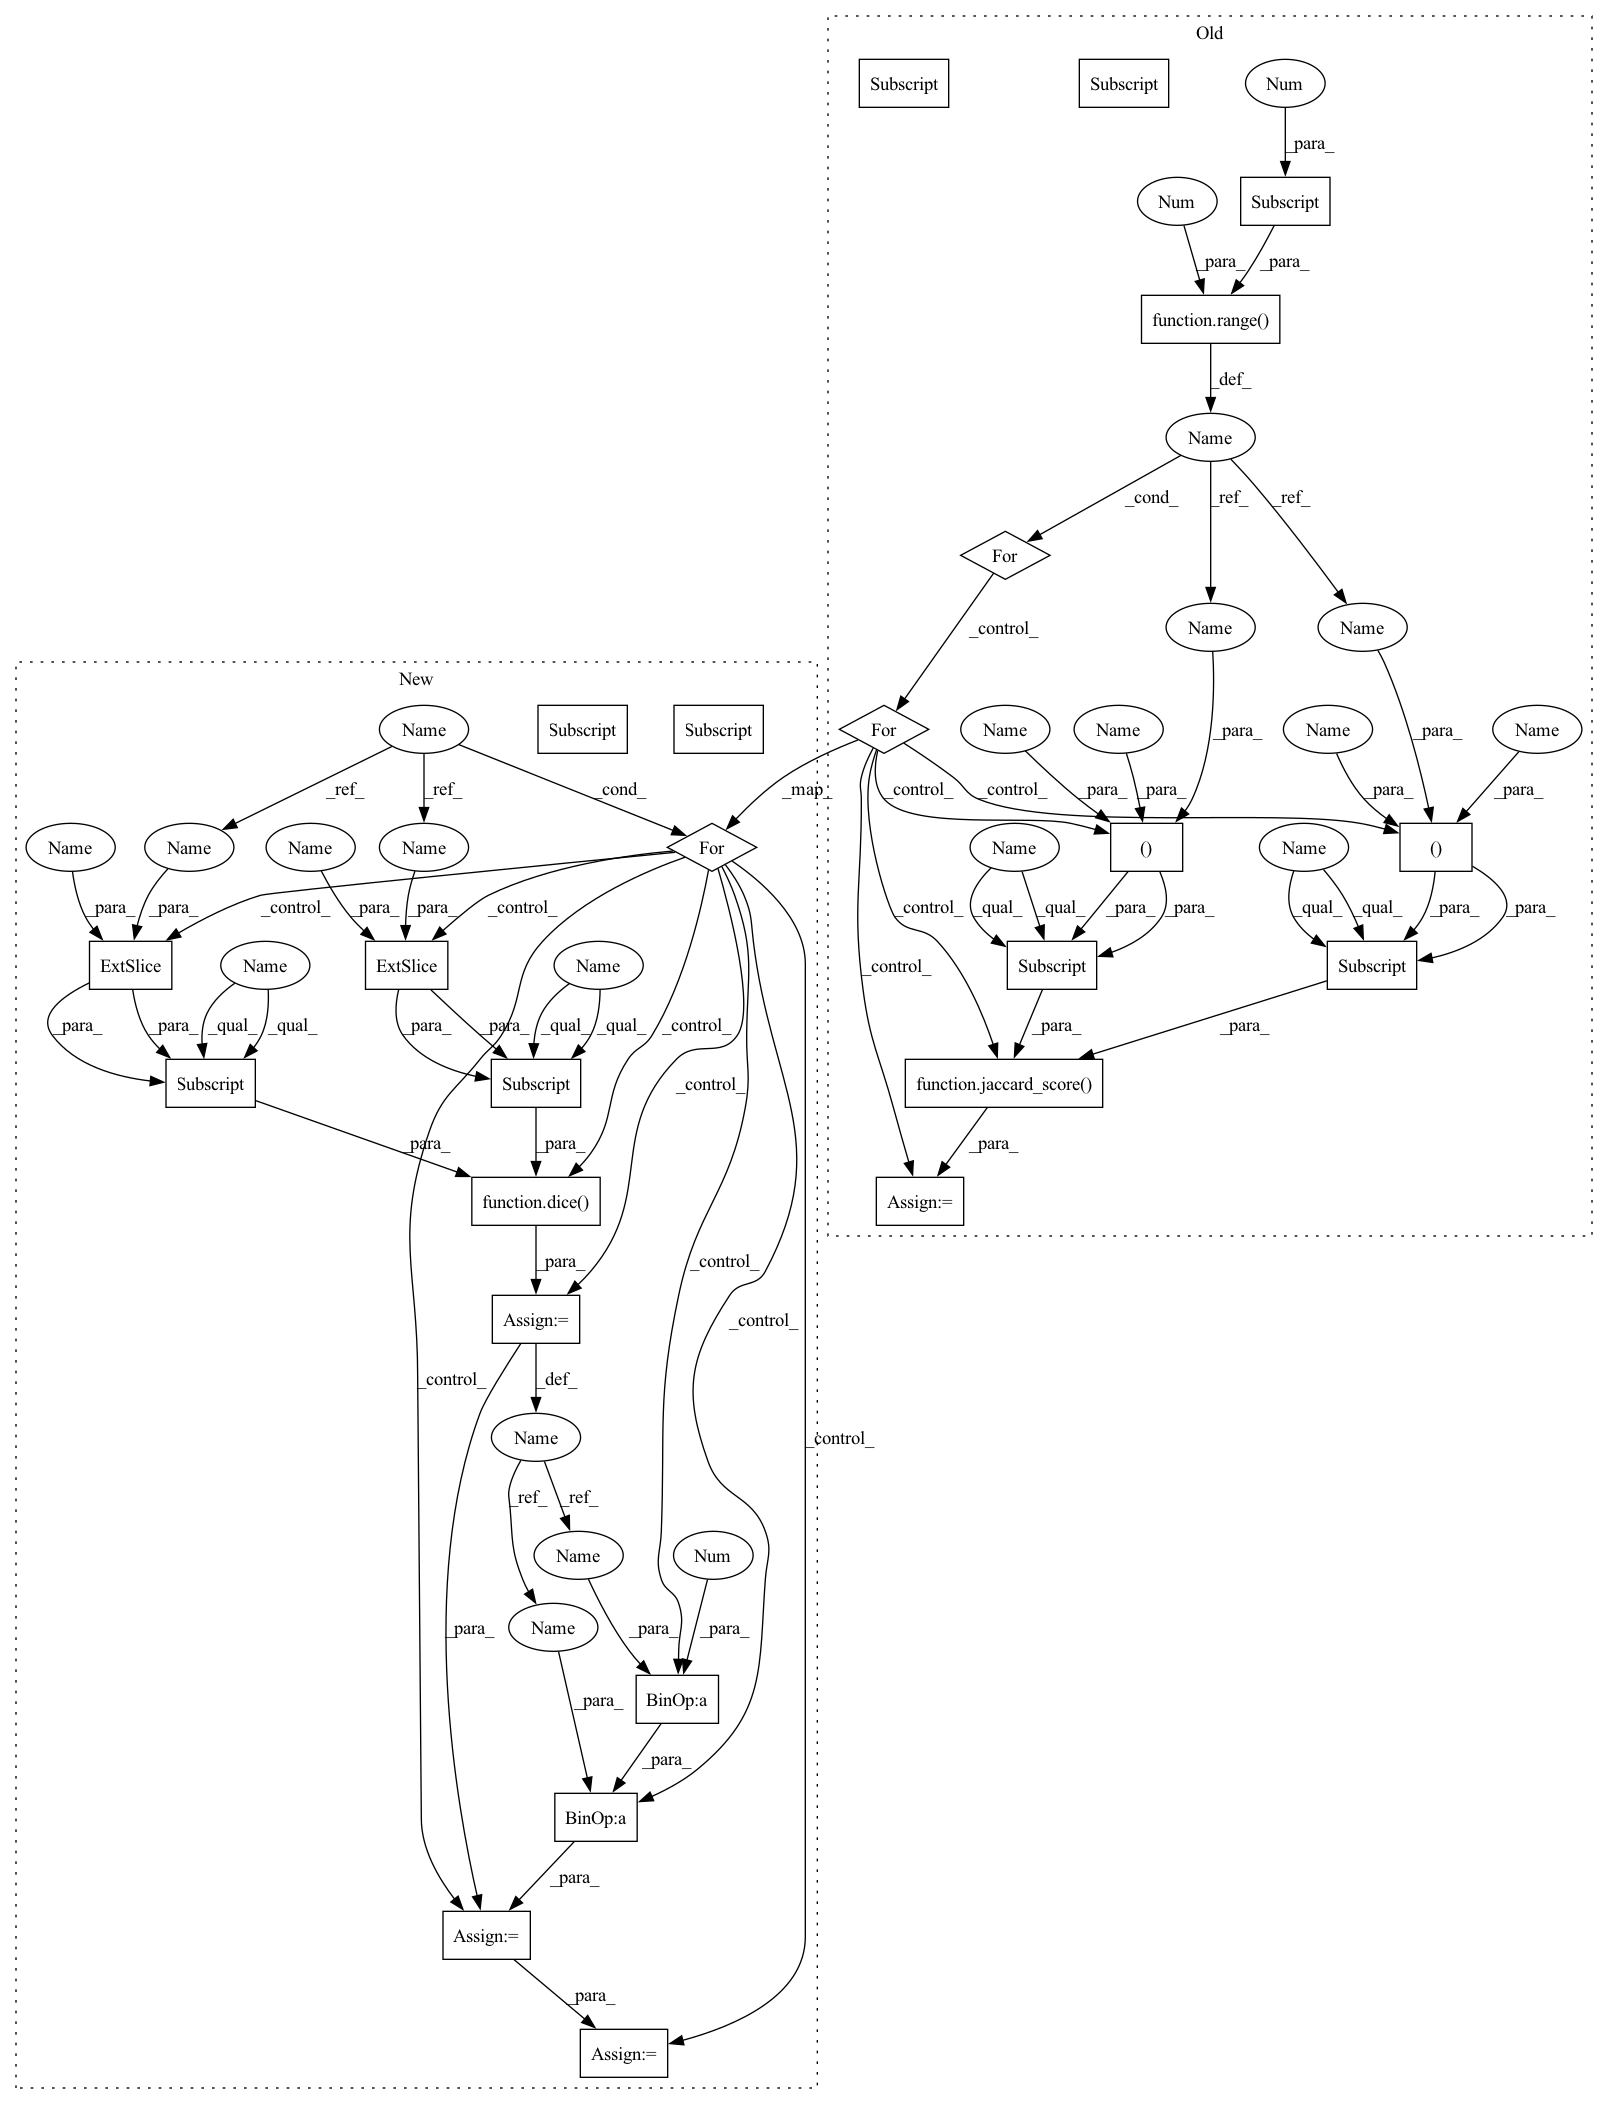 Old
Subscript
Subscript
Num
_para_
Num
Subscript
_para_
_para_
function.range()
_def_
Name
_cond_
_ref_
_ref_
For
_control_
Name
Name
For
Name
Name
_para_
Name
_para_
Name
_map_
_control_
_control_
_para_
_para_
_para_
_para_
()
()
Name
Name
_control_
_qual_
_qual_
_para_
_para_
_qual_
_qual_
_para_
_para_
_control_
Subscript
Subscript
_para_
_para_
function.jaccard_score()
_para_
Assign:=
New
Name
Subscript
Subscript
_ref_
_ref_
_cond_
Name
Name
Name
Name
For
_para_
_para_
_control_
_para_
_para_
_control_
ExtSlice
Name
ExtSlice
Name
_para_
_para_
_qual_
_qual_
_para_
_para_
_qual_
_qual_
_control_
Subscript
Subscript
_control_
_para_
_para_
function.dice()
_para_
_control_
_control_
Assign:=
_control_
_def_
Name
_control_
_ref_
_ref_
Name
Num
Name
_para_
_para_
_para_
BinOp:a
_para_
_para_
BinOp:a
_para_
Assign:=
_para_
Assign:=